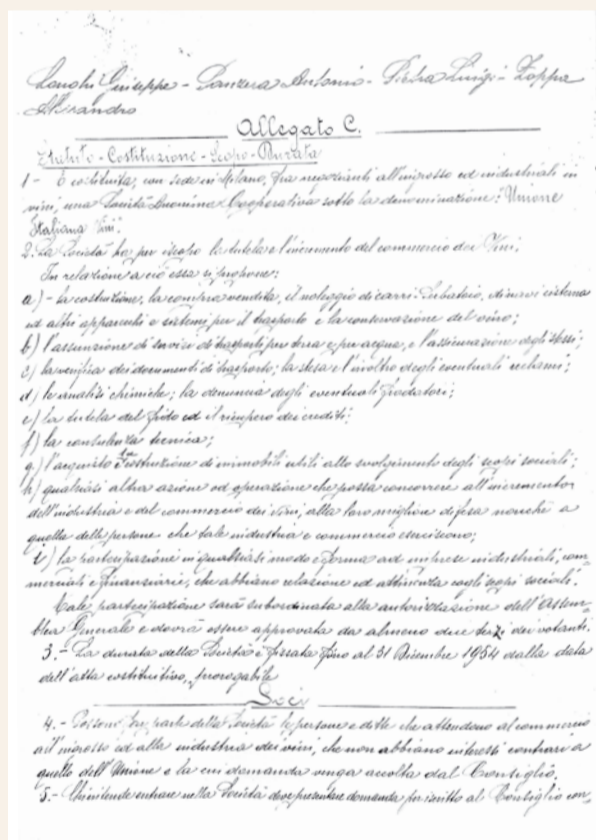 Giuseppe - Panzera Antonio - Pietra Luigi - Zoppa
Alessandro
Allegato C.
Statuto - Costituzione - Scopo - Durata
1 - È costituita, con sede in Milano, fra negozianti all'ingrosso ed industriali in
vini, una Società Anonima Cooperativa sotto la denominazione: "Unione
Italiana Vini".
2. La Società ha per iscopo la tutela e l'incremento del commercio dei Vini.
In relazione a ciò essa si propone:
a) - la costruzione, la compra vendita, il noleggio di carri serbatoio, di navi cisterna
ed altri apparenti e sistemi per il trasporto e la conservazione del vino;
b) l'assunzione di servizi di trasporti per terra e per acqua, e l'assicurazione degli stessi;
c) la verifica dei documenti di trasporto; la stesa e l'inoltro degli eventuali reclami;
d) le analisi chimiche; la denuncia degli eventuali frodatori;
e) la tutela del fido ed il ricupero dei crediti;
f) la consulenza tecnica;
g) l'acquisto costruzione di immobili utili allo svolgimento degli scopi sociali;
h) qualsiasi altra azione od operazione che possa concorrere all'incremento
dell'industria e del commercio dei vini, alla loro migliore difesa nonchè a
quella delle persone che tale industria e commercio esercitano;
i) la partecipazioni in qualsiasi modo e forma ad imprese industriali, com-
merciali e finanziarie, che abbiano relazione ed attinenza cogli scopi sociali.
Tale partecipazione sarà subordinata alla autorizzazione dell'Assem-
blea Generale e dovrà essere approvata da almeno due terzi dei votanti.
3. - La durata della Società è fissata fino al 31 Dicembre 1954 dalla data
dell'atto costitutivo, prorogabile
Soci
4. - Possono far parte della Società le persone e ditte che attendono al commercio
all'ingrosso ed alla industria dei vini, che non abbiano interessi contrari a
quello dell'Unione e la cui domanda venga accolta dal Consiglio.
5. - Chi intende entrare nella Società deve presentare domanda per iscritto al Consiglio con-